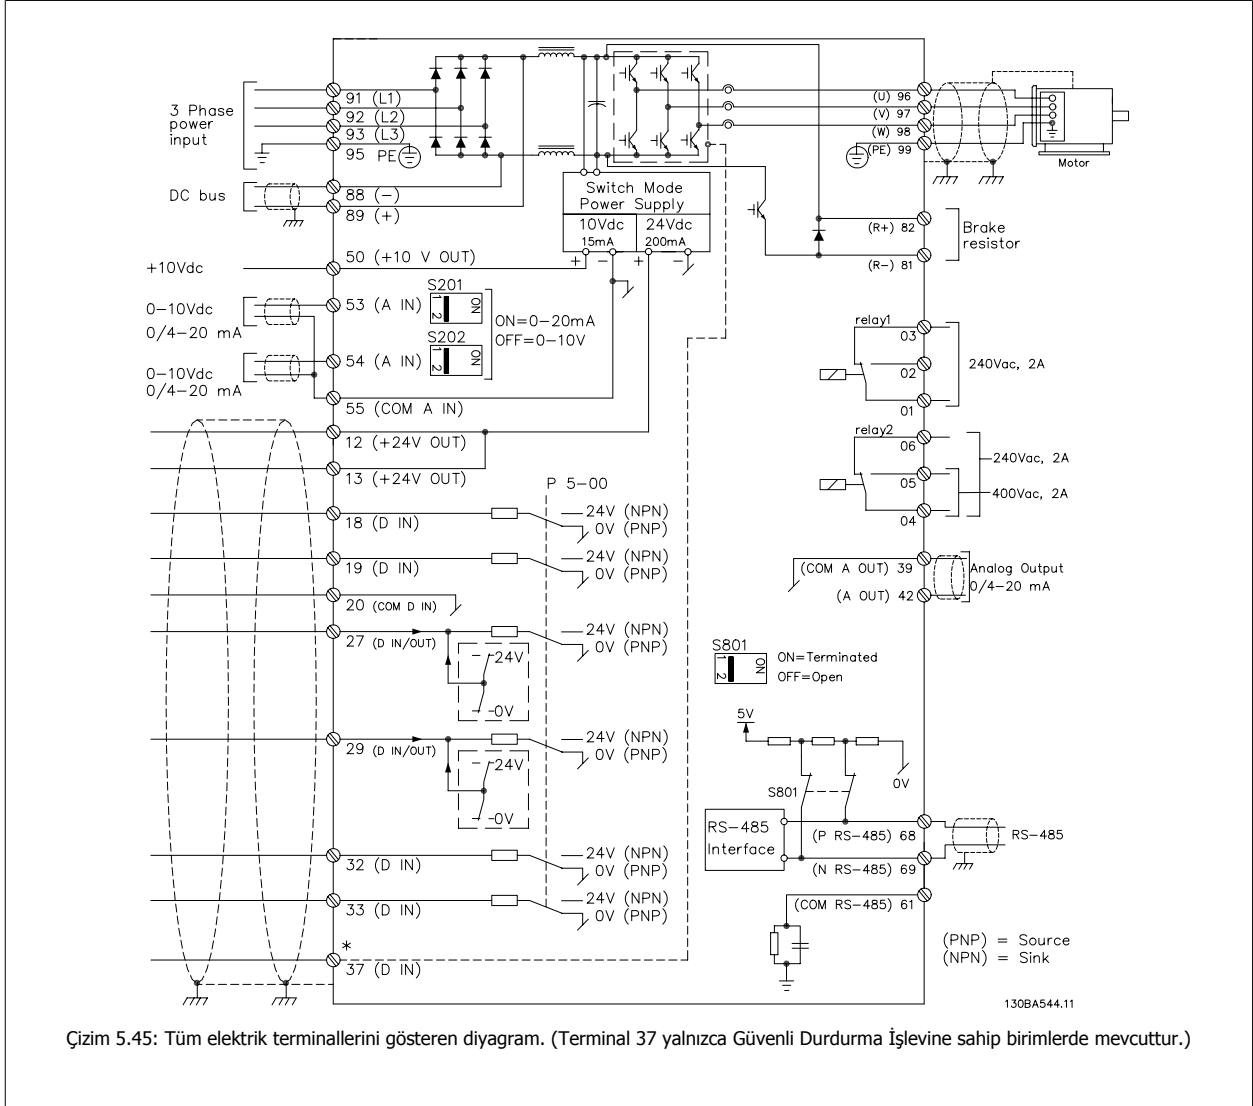 3 Phase
power
input
91 (L1)
92 (L2)
93 (L3)
95 PE
DC bus
88 (−)
89 (+)
Switch Mode
Power Supply
10Vdc
15mA
24Vdc
200mA
+ − + −
(U) 96
(V) 97
(W) 98
(PE) 99
Motor
(R+) 82
(R−) 81
Brake
resistor
+10Vdc
50 (+10 V OUT)
0−10Vdc
0/4−20 mA
53 (A IN)
S201
1 2
ON
ON=0−20mA
OFF=0−10V
S202
1 2
ON
0−10Vdc
0/4−20 mA
54 (A IN)
55 (COM A IN)
12 (+24V OUT)
13 (+24V OUT)
relay1
03
02
01
240Vac, 2A
relay2
06
05
04
240Vac, 2A
400Vac, 2A
P 5-00
18 (D IN)
24V (NPN)
0V (PNP)
19 (D IN)
24V (NPN)
0V (PNP)
20 (COM D IN)
27 (D IN/OUT)
24V (NPN)
0V (PNP)
24V
0V
29 (D IN/OUT)
24V (NPN)
0V (PNP)
24V
0V
32 (D IN)
24V (NPN)
0V (PNP)
33 (D IN)
24V (NPN)
0V (PNP)
*
37 (D IN)
(COM A OUT) 39
(A OUT) 42
Analog Output
0/4−20 mA
S801
1 2
ON
ON=Terminated
OFF=Open
5V
0V
S801
RS−485
Interface
(P RS−485) 68
(N RS−485) 69
RS−485
(COM RS−485) 61
(PNP) = Source
(NPN) = Sink
130BA544.11
Çizim 5.45: Tüm elektrik terminallerini gösteren diyagram. (Terminal 37 yalnızca Güvenli Durdurma İşlevine sahip birimlerde mevcuttur.)